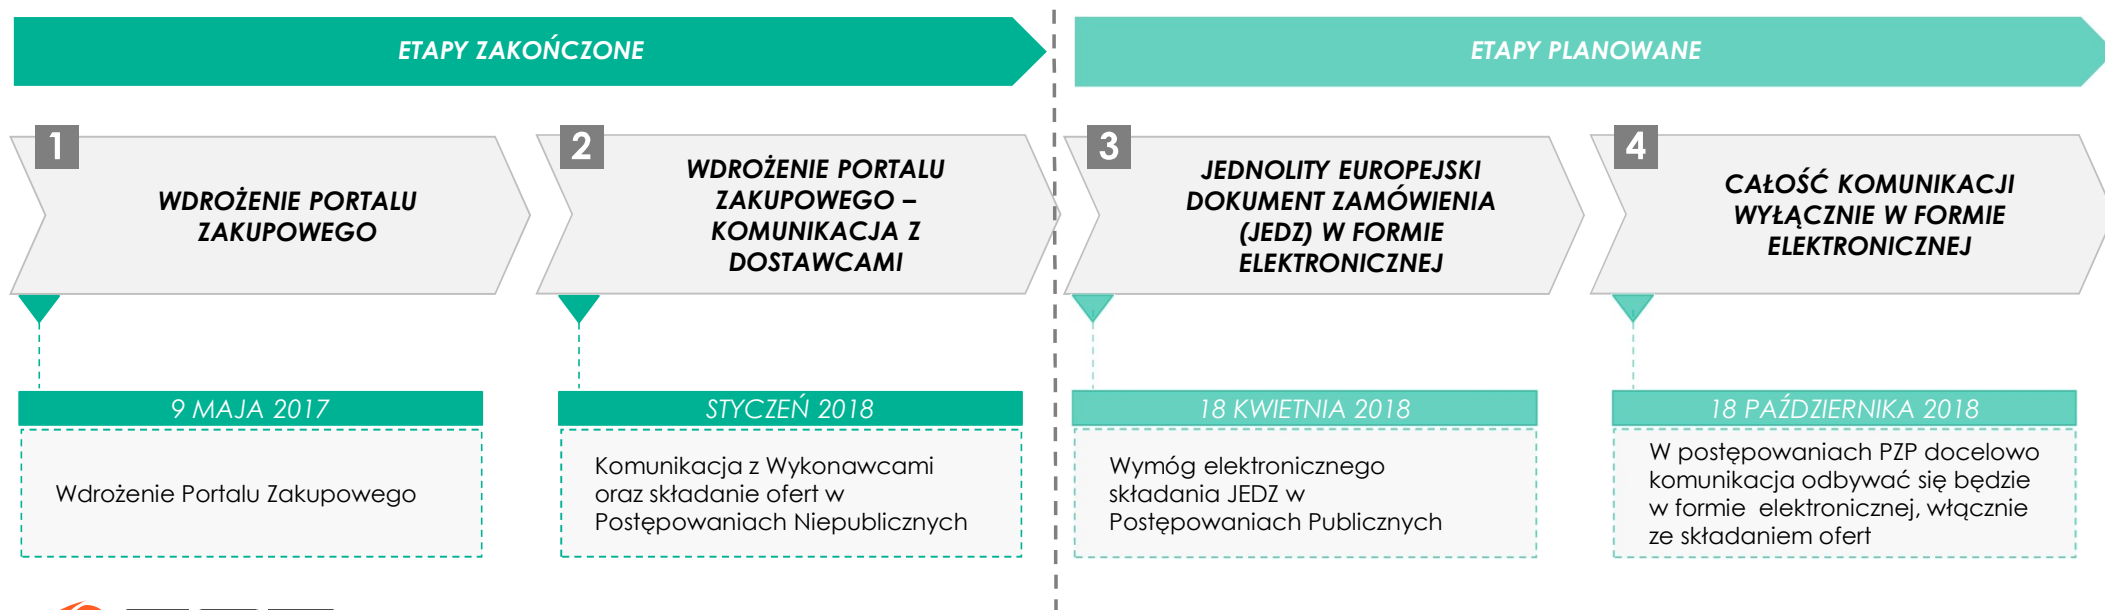 ETAPY ZAKOŃCZONE
ETAPY PLANOWANE
1
WDROŻENIE PORTALU
ZAKUPOWEGO
2
WDROŻENIE PORTALU
ZAKUPOWEGO –
KOMUNIKACJA Z
DOSTAWCAMI
3
JEDNOLITY EUROPEJSKI
DOKUMENT ZAMÓWIENIA
(JEDZ) W FORMIE
ELEKTRONICZNEJ
4
CAŁOŚĆ KOMUNIKACJI
WYŁĄCZNIE W FORMIE
ELEKTRONICZNEJ
9 MAJA 2017
Wdrożenie Portalu Zakupowego
STYCZEŃ 2018
Komunikacja z Wykonawcami
oraz składanie ofert w
Postępowaniach Niepublicznych
18 KWIETNIA 2018
Wymóg elektronicznego
składania JEDZ w
Postępowaniach Publicznych
18 PAŹDZIERNIKA 2018
W postępowaniach PZP docelowo
komunikacja odbywać się będzie
w formie  elektronicznej, włącznie
ze składaniem ofert